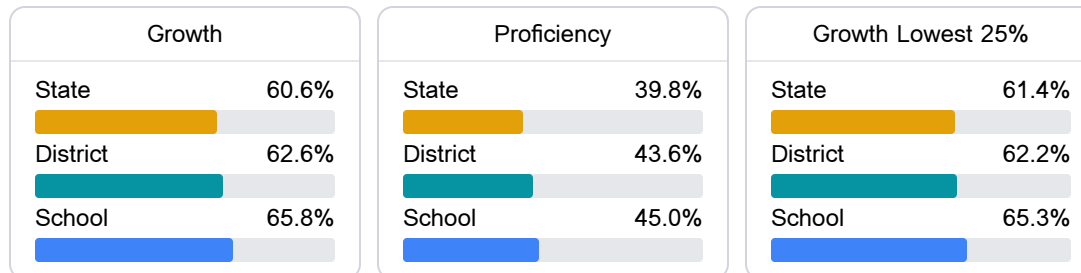 Growth
State 60.6%
District 62.6%
School 65.8%
Proficiency
State 39.8%
District 43.6%
School 45.0%
Growth Lowest 25%
State 61.4%
District 62.2%
School 65.3%